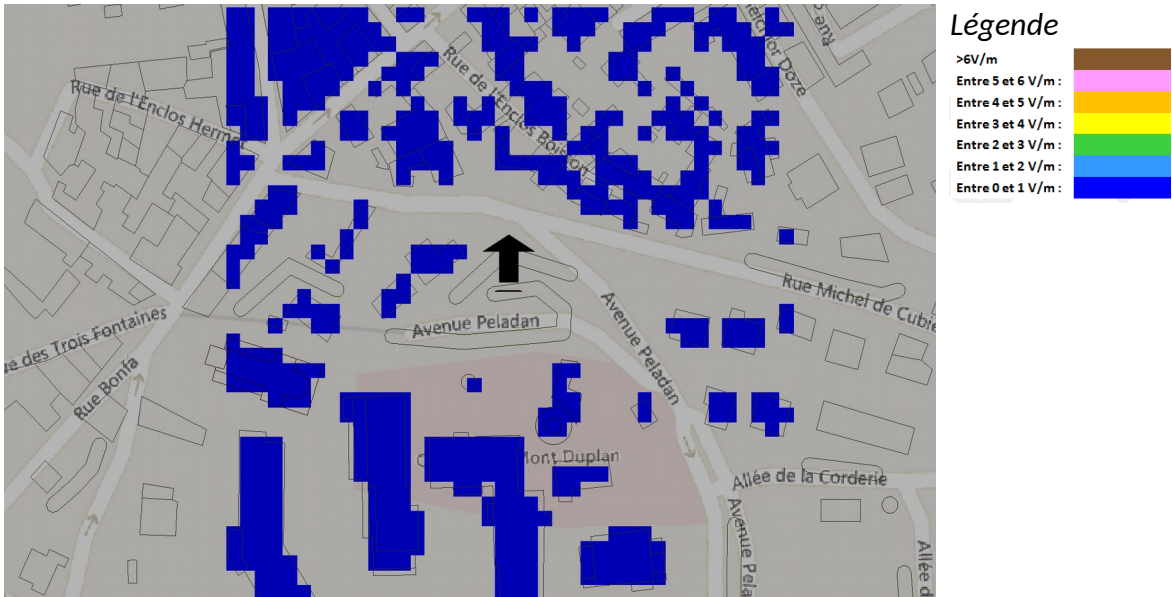 Légende
>6V/m
Entre 5 et 6 V/m :
Entre 4 et 5 V/m :
Entre 3 et 4 V/m :
Entre 2 et 3 V/m :
Entre 1 et 2 V/m :
Entre 0 et 1 V/m :
Rue
Doze
Rue de l'Enclos Hermet
Rue de l'Enclos Boisson
Rue Michel de Cubie
Avenue Peladan
Avenue Peladan
ue des Trois Fontaines
Rue Bonfa
Mont Duplan
Allée de la Corderie
Avenue Pela
Allée d